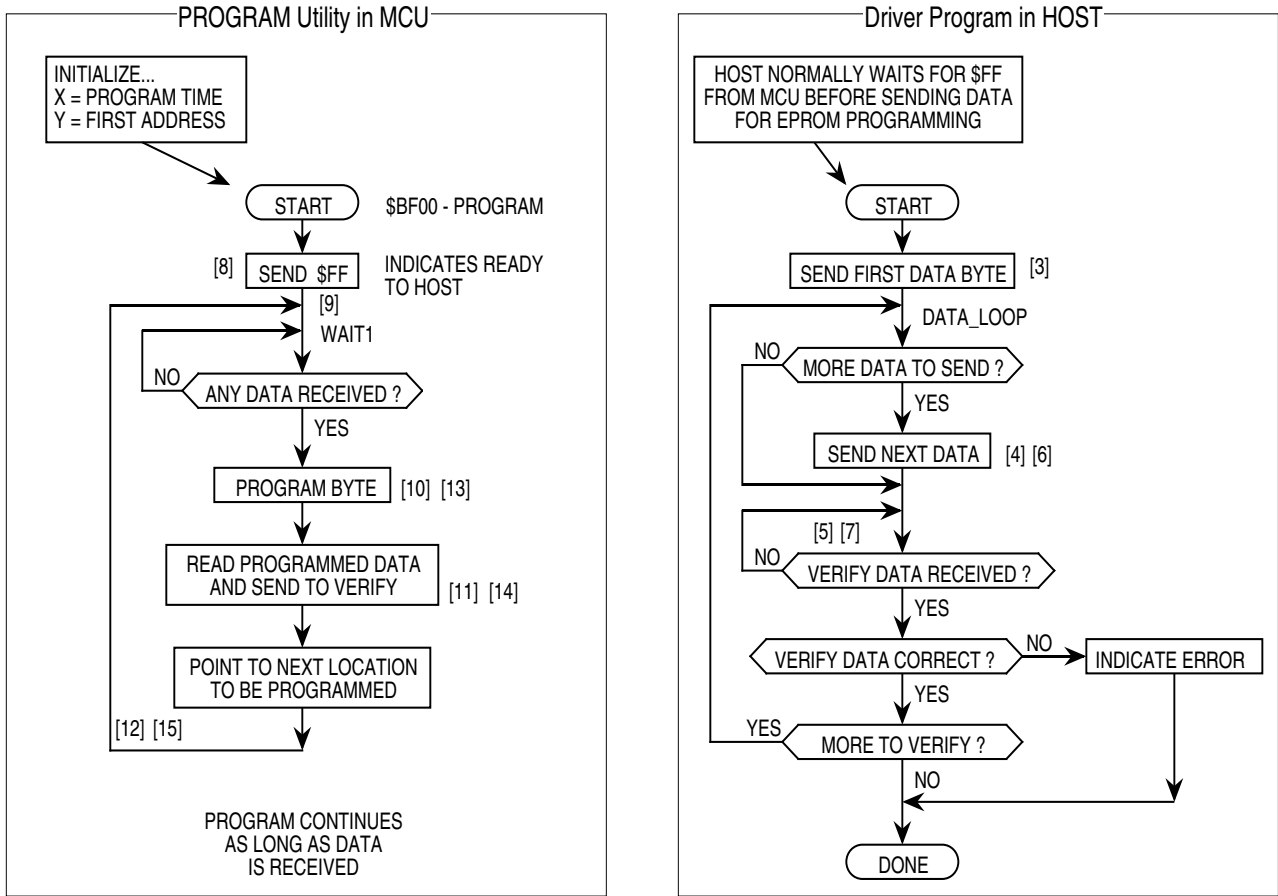 PROGRAM Utility in MCU
INITIALIZE...
X = PROGRAM TIME
Y = FIRST ADDRESS
START
$BF00 - PROGRAM
[8]
SEND $FF
INDICATES READY
TO HOST
[9]
WAIT1
NO
ANY DATA RECEIVED ?
YES
PROGRAM BYTE
[10] [13]
READ PROGRAMMED DATA
AND SEND TO VERIFY
[11] [14]
POINT TO NEXT LOCATION
TO BE PROGRAMMED
[12] [15]
PROGRAM CONTINUES
AS LONG AS DATA
IS RECEIVED
Driver Program in HOST
HOST NORMALLY WAITS FOR $FF
FROM MCU BEFORE SENDING DATA
FOR EPROM PROGRAMMING
START
SEND FIRST DATA BYTE
[3]
DATA_LOOP
NO
MORE DATA TO SEND ?
YES
SEND NEXT DATA
[4] [6]
[5] [7]
NO
VERIFY DATA RECEIVED ?
YES
VERIFY DATA CORRECT ?
NO
INDICATE ERROR
YES
YES
MORE TO VERIFY ?
NO
DONE